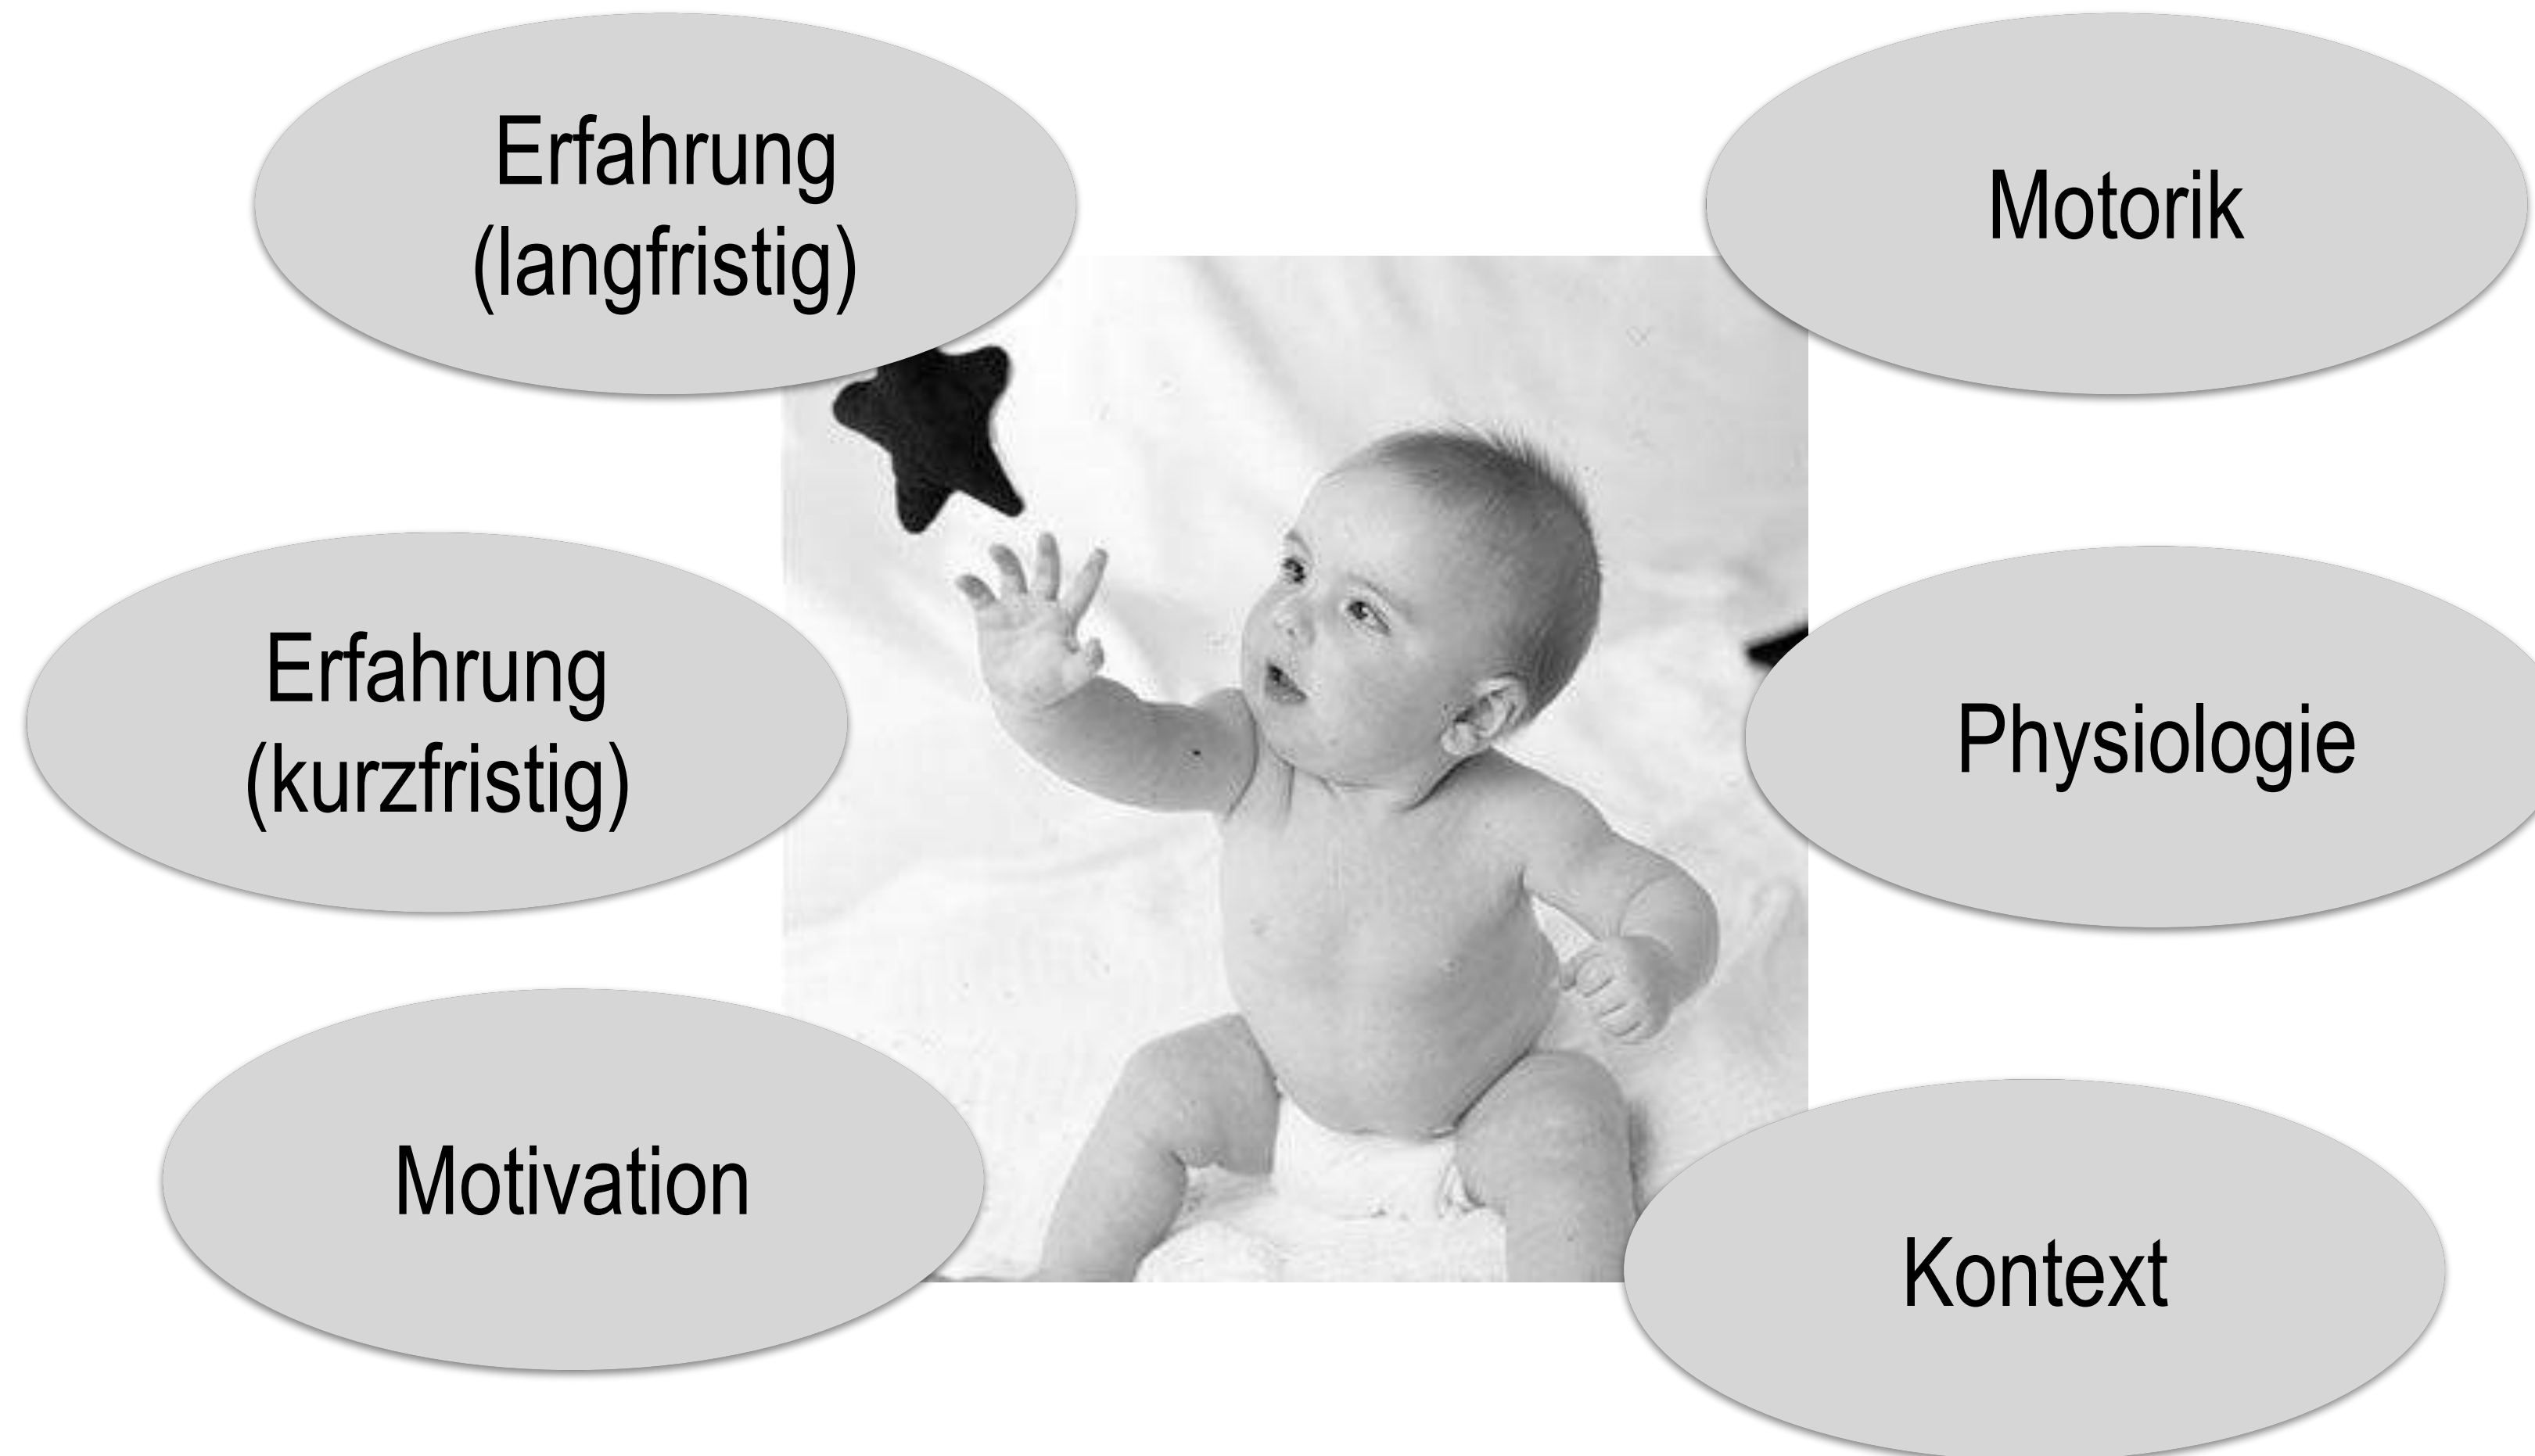 Erfahrung
(langfristig)
Motorik
Erfahrung
(kurzfristig)
Physiologie
Motivation
Kontext